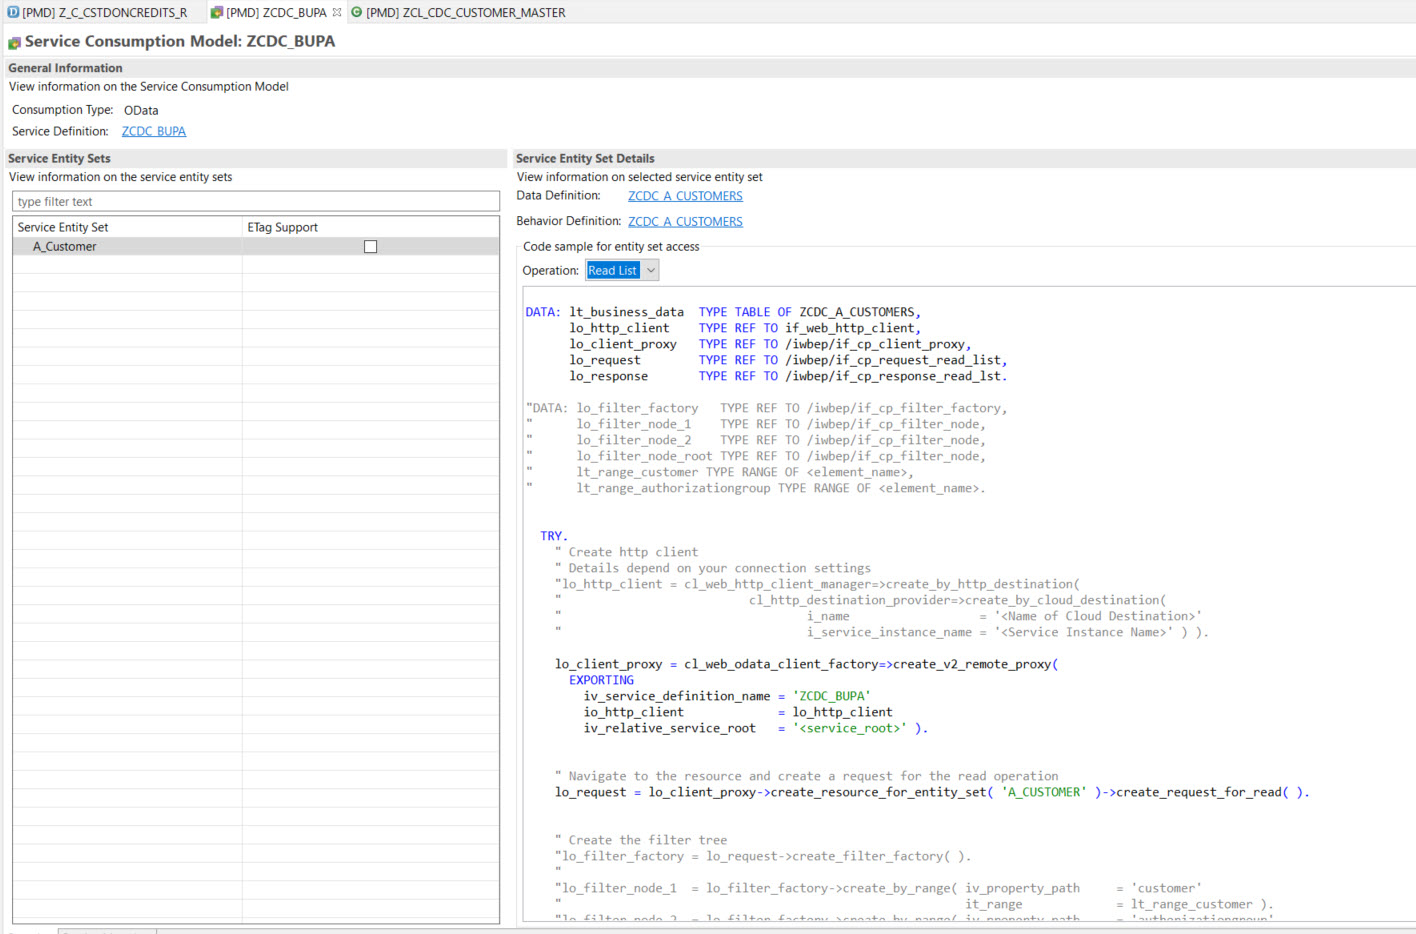 [PMD] Z_C_CSTDONCREDITS_R [PMD] ZCDC_BUPA [PMD] ZCL_CDC_CUSTOMER_MASTER
Service Consumption Model: ZCDC_BUPA
General Information
View information on the Service Consumption Model
Consumption Type: OData
Service Definition: ZCDC_BUPA
Service Entity Sets
View information on the service entity sets
type filter text
Service Entity Set ETag Support
A_Customer
Service Entity Set Details
View information on selected service entity set
Data Definition: ZCDC_A_CUSTOMERS
Behavior Definition: ZCDC_A_CUSTOMERS
Code sample for entity set access
Operation: Read List
DATA: lt_business_data TYPE TABLE OF ZCDC_A_CUSTOMERS,
lo_http_client TYPE REF TO if_web_http_client,
lo_client_proxy TYPE REF TO /iwbep/if_cp_client_proxy,
lo_request TYPE REF TO /iwbep/if_cp_request_read_list,
lo_response TYPE REF TO /iwbep/if_cp_response_read_lst.
"DATA: lo_filter_factory TYPE REF TO /iwbep/if_cp_filter_factory,
" lo_filter_node_1 TYPE REF TO /iwbep/if_cp_filter_node,
" lo_filter_node_2 TYPE REF TO /iwbep/if_cp_filter_node,
" lo_filter_node_root TYPE REF TO /iwbep/if_cp_filter_node,
" lt_range_customer TYPE RANGE OF <element_name>,
" lt_range_authorizationgroup TYPE RANGE OF <element_name>.
TRY.
" Create http client
" Details depend on your connection settings
"lo_http_client = cl_web_http_client_manager=>create_by_http_destination(
" cl_http_destination_provider=>create_by_cloud_destination(
" i_name = '<Name of Cloud Destination>'
" i_service_instance_name = '<Service Instance Name>' ) ).
lo_client_proxy = cl_web_odata_client_factory=>create_v2_remote_proxy(
EXPORTING
iv_service_definition_name = 'ZCDC_BUPA'
io_http_client = lo_http_client
iv_relative_service_root = '<service_root>' ).
" Navigate to the resource and create a request for the read operation
lo_request = lo_client_proxy->create_resource_for_entity_set( 'A_CUSTOMER' )->create_request_for_read( ).
" Create the filter tree
"lo_filter_factory = lo_request->create_filter_factory( ).
"
"lo_filter_node_1 = lo_filter_factory->create_by_range( iv_property_path = 'customer'
" it_range = lt_range_customer ).
"lo_filter_node_2 = lo_filter_factory->create_by_range( iv_property_path = 'authorizationgroup'